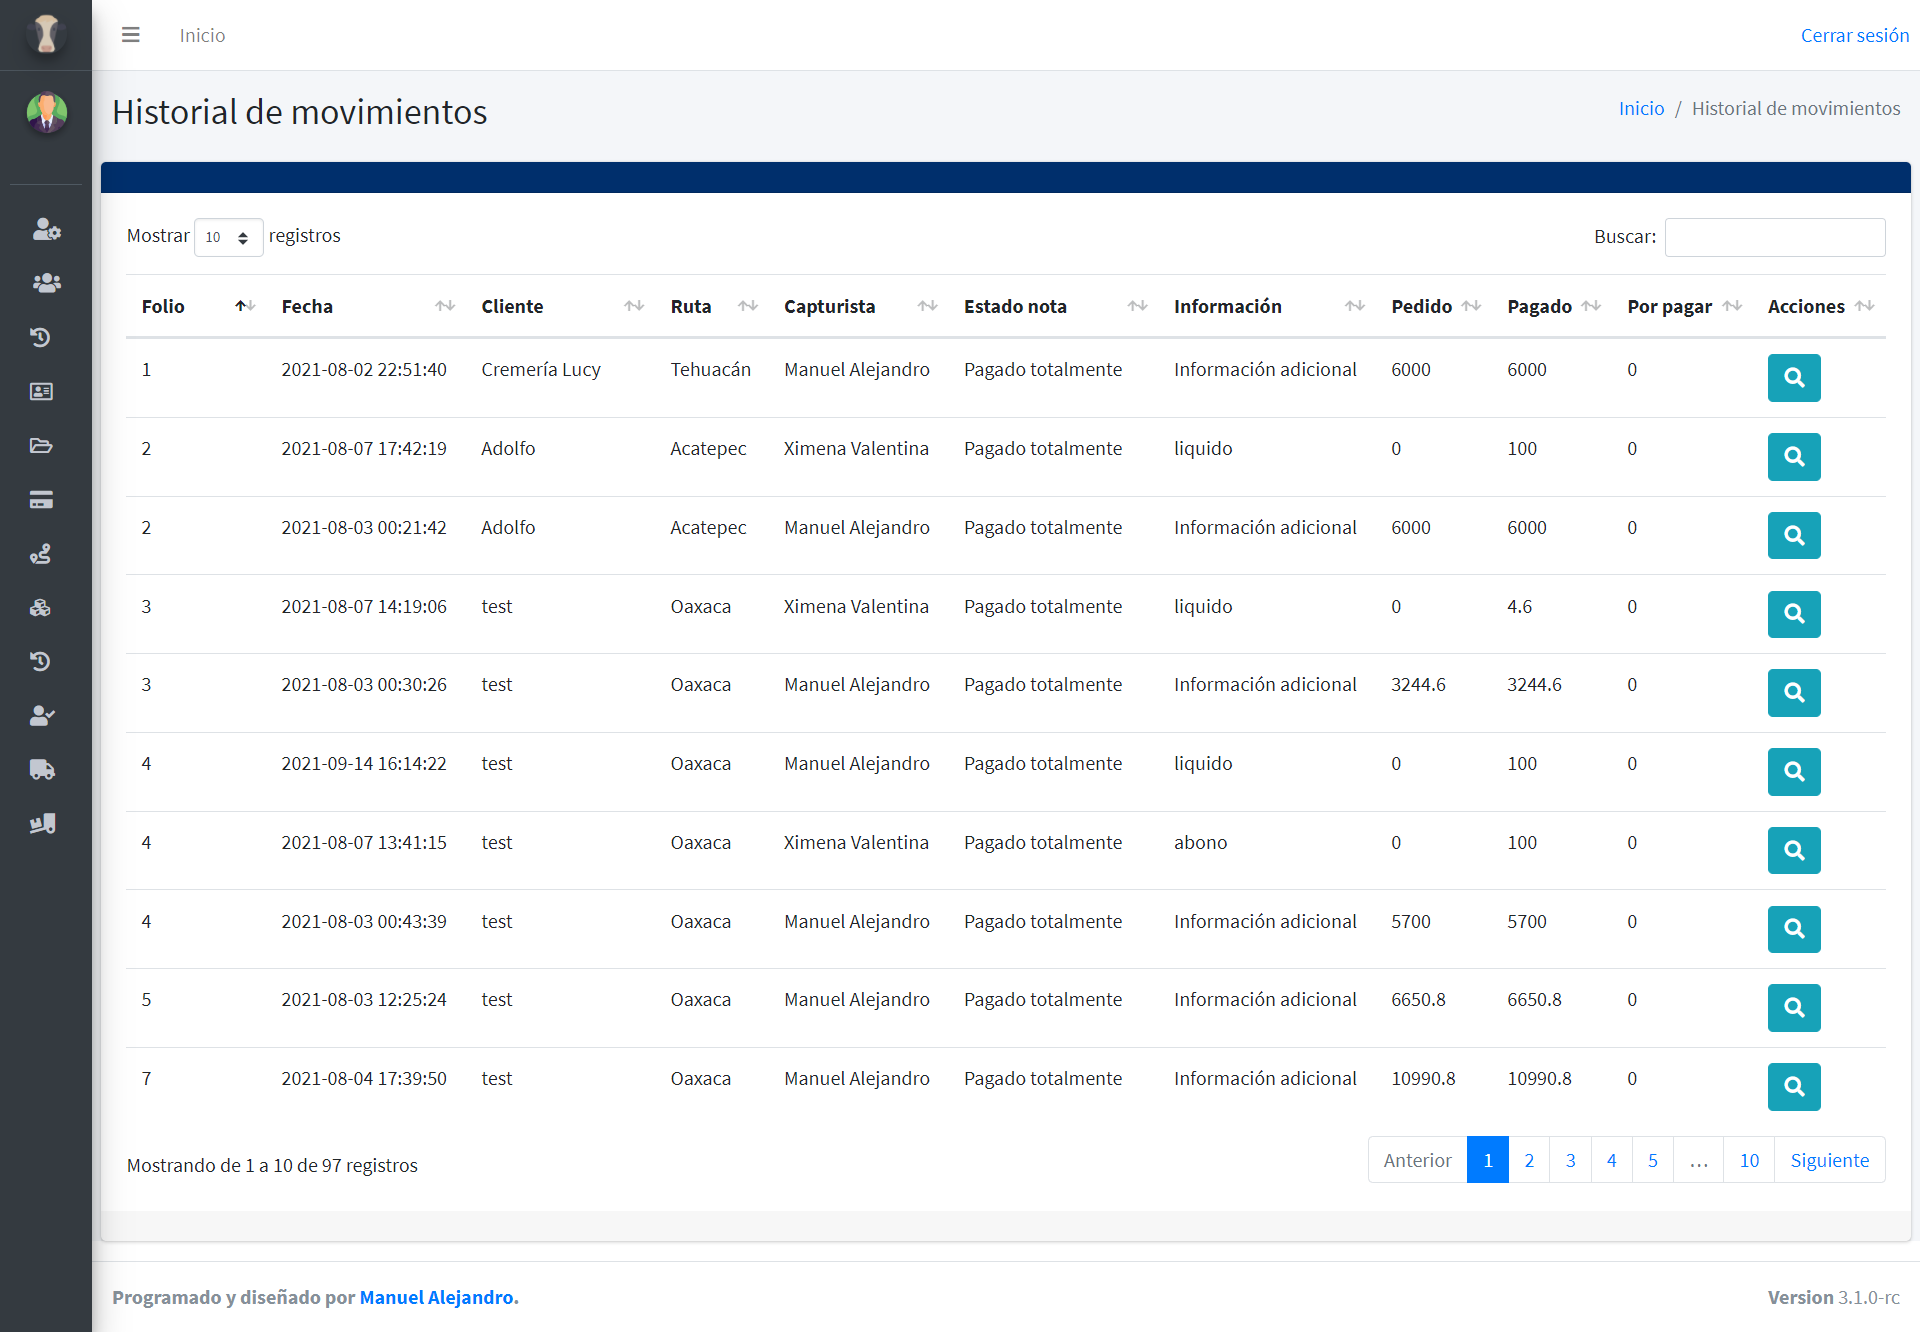 Inicio
Cerrar sesión
Historial de movimientos
Inicio / Historial de movimientos
Mostrar 10 registros
Buscar:
Folio Fecha Cliente Ruta Capturista Estado nota Información Pedido Pagado Por pagar Acciones
1 2021-08-02 22:51:40 Cremería Lucy Tehuacán Manuel Alejandro Pagado totalmente Información adicional 6000 6000 0
2 2021-08-07 17:42:19 Adolfo Acatepec Ximena Valentina Pagado totalmente liquido 0 100 0
2 2021-08-03 00:21:42 Adolfo Acatepec Manuel Alejandro Pagado totalmente Información adicional 6000 6000 0
3 2021-08-07 14:19:06 test Oaxaca Ximena Valentina Pagado totalmente liquido 0 4.6 0
3 2021-08-03 00:30:26 test Oaxaca Manuel Alejandro Pagado totalmente Información adicional 3244.6 3244.6 0
4 2021-09-14 16:14:22 test Oaxaca Manuel Alejandro Pagado totalmente liquido 0 100 0
4 2021-08-07 13:41:15 test Oaxaca Ximena Valentina Pagado totalmente abono 0 100 0
4 2021-08-03 00:43:39 test Oaxaca Manuel Alejandro Pagado totalmente Información adicional 5700 5700 0
5 2021-08-03 12:25:24 test Oaxaca Manuel Alejandro Pagado totalmente Información adicional 6650.8 6650.8 0
7 2021-08-04 17:39:50 test Oaxaca Manuel Alejandro Pagado totalmente Información adicional 10990.8 10990.8 0
Mostrando de 1 a 10 de 97 registros
Anterior 1 2 3 4 5 … 10 Siguiente
Programado y diseñado por Manuel Alejandro.
Version 3.1.0-rc